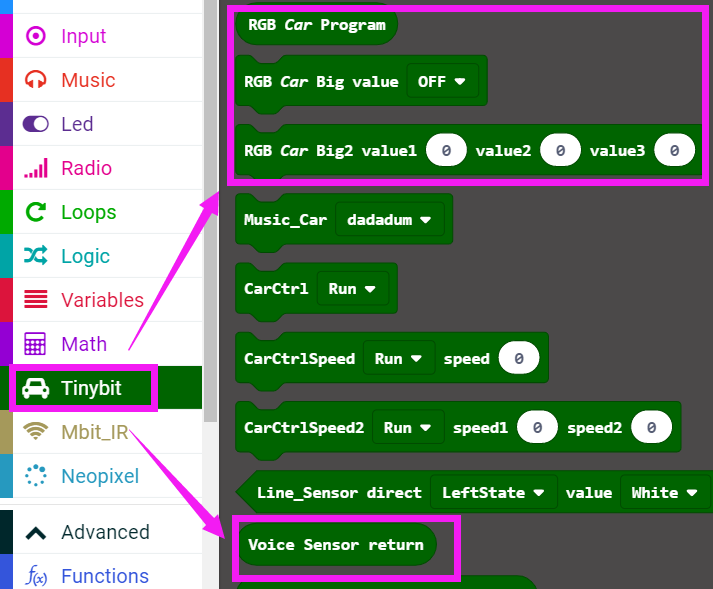 Input
Music
Led
Radio
Loops
Logic
Variables
Math
Tinybit
Mbit_IR
Neopixel
Advanced
f(x) Functions
RGB Car Program
RGB Car Big value OFF
RGB Car Big2 value1 0 value2 0 value3 0
Music_Car dadadum
CarCtrl Run
CarCtrlSpeed Run speed 0
CarCtrlSpeed2 Run speed1 0 speed2 0
Line_Sensor direct LeftState value White
Voice Sensor return